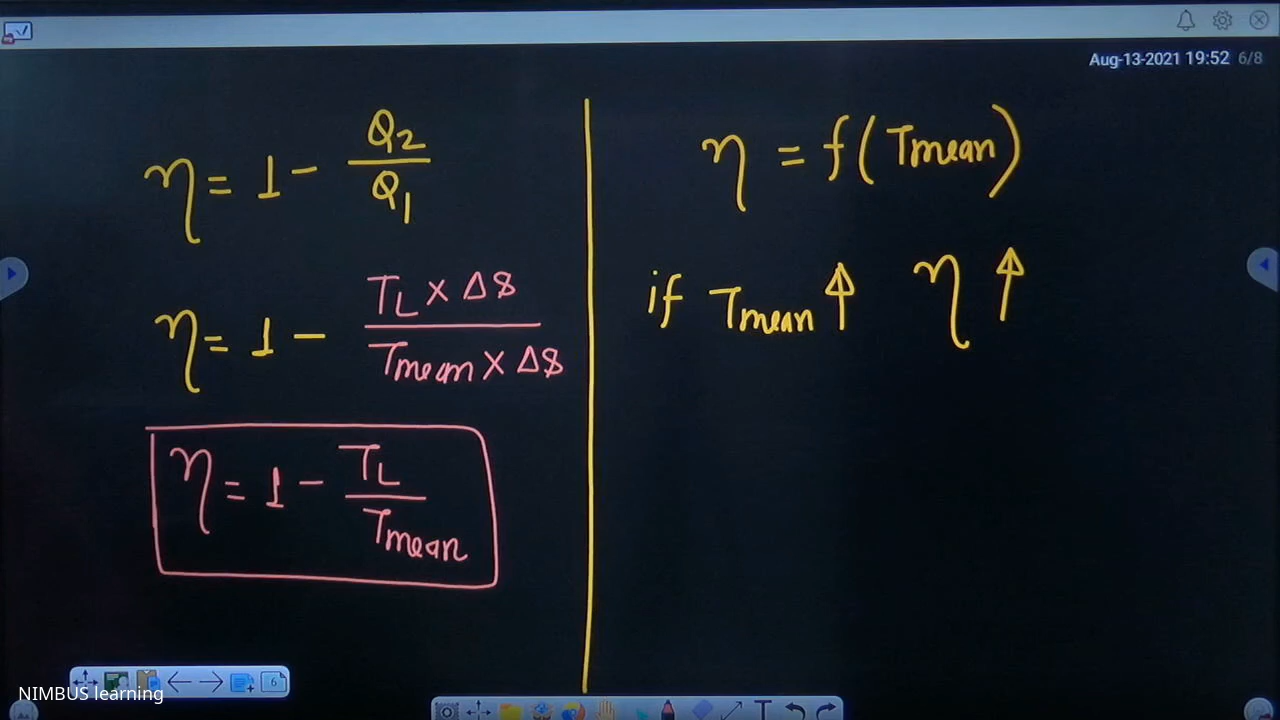 Aug-13-2021 19:52 6/8
η = 1 - Q2/Q1
η = 1 - TL × Δs/Tmean × Δs
η = 1 - TL/Tmean
η = f(Tmean)
if Tmean ↑ η ↑
6
NIMBUS learning